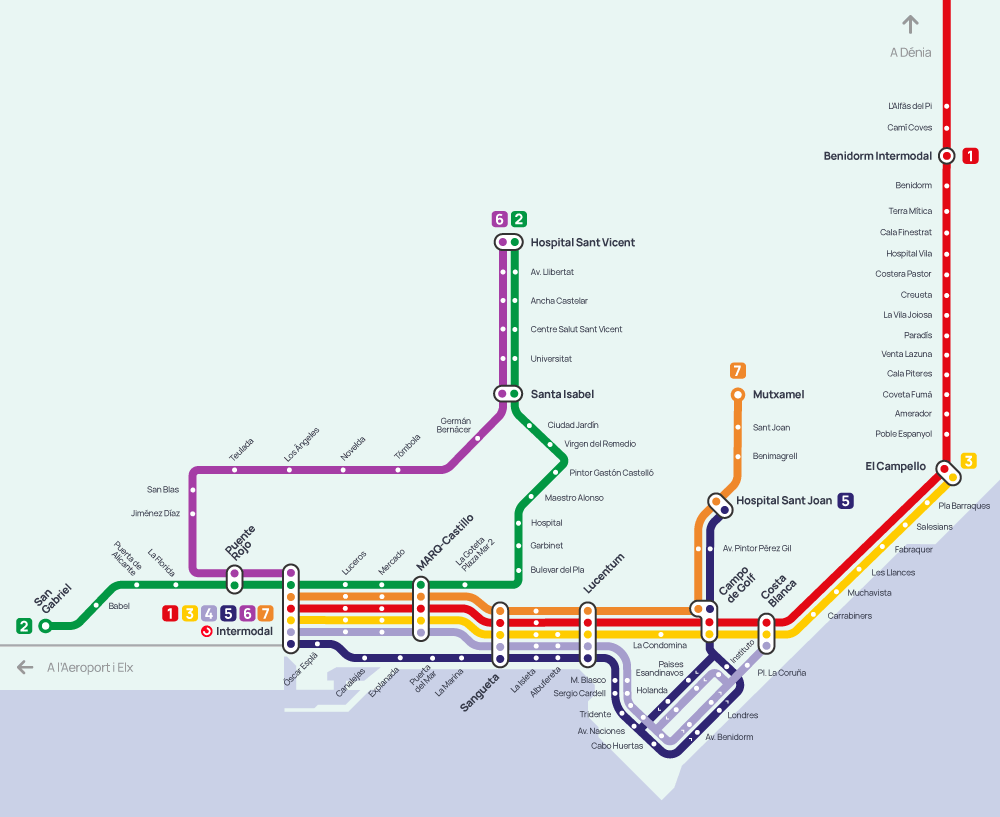 A Dénia
L'Alfàs del Pi
Camí Coves
Benidorm Intermodal
1
Benidorm
Terra Mítica
Cala Finestrat
Hospital Vila
Costera Pastor
Creueta
La Vila Joiosa
Paradís
Venta Lazuna
Cala Piteres
Coveta Fumà
Amerador
Poble Espanyol
El Campello
3
Pla Barraques
Salesians
Fabraquer
Les Llances
Muchavista
Carrabiners
6 2
Hospital Sant Vicent
Av. Llibertat
Ancha Castelar
Centre Salut Sant Vicent
Universitat
Santa Isabel
Ciudad Jardín
Virgen del Remedio
Pintor Gastón Castelló
Maestro Alonso
Hospital
Garbinet
Bulevar del Pla
7
Mutxamel
Sant Joan
Benimagrell
Hospital Sant Joan 5
Av. Pintor Pérez Gil
Campo
de Golf
Costa
Blanca
Germán
Bernácer
Tómbola
Novelda
Los Ángeles
Teulada
San Blas
Jiménez Díaz
Puente
Rojo
La Florida
Puerta de
Alicante
San
Gabriel
2
Babel
1 3 4 5 6 7
Intermodal
A l'Aeroport i Elx
Luceros
Mercado
MARQ-Castillo
La Goteta
Plaza Mar 2
Lucentum
Óscar Esplá
Canalejas
Explanada
Puerta
del Mar
La Marina
Sangueta
La Isleta
Albufereta
M. Blasco
Sergio Cardell
Tridente
Av. Naciones
Cabo Huertas
La Condomina
Países
Esandinavos
Holanda
Instituto
Pl. La Coruña
Londres
Av. Benidorm